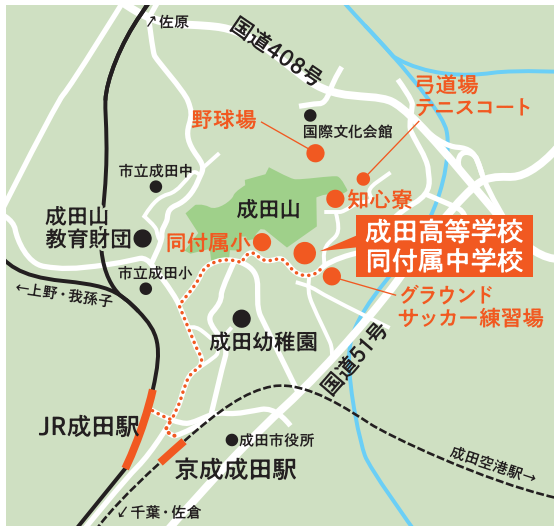 ↗佐原
国道408号
弓道場
テニスコート
野球場
国際文化会館
市立成田中
成田山
知心寮
成田山
教育財団
同付属小
成田高等学校
同付属中学校
市立成田小
←上野・我孫子
グラウンド
サッカー練習場
成田幼稚園
国道51号
JR成田駅
成田市役所
京成成田駅
成田空港駅→
↙千葉・佐倉